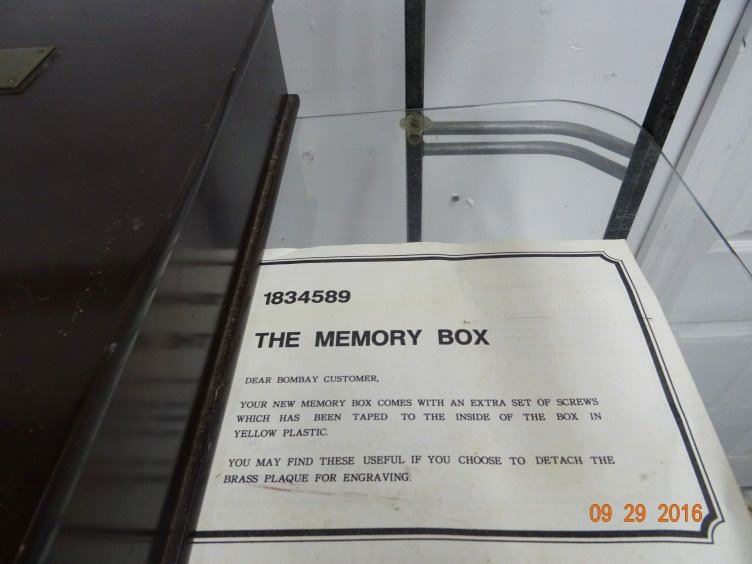 1834589
THE MEMORY BOX
DEAR BOMBAY CUSTOMER,
YOUR NEW MEMORY BOX COMES WITH AN EXTRA SET OF SCREWS
WHICH HAS BEEN TAPED TO THE INSIDE OF THE BOX IN
YELLOW PLASTIC.
YOU MAY FIND THESE USEFUL IF YOU CHOOSE TO DETACH THE
BRASS PLAQUE FOR ENGRAVING.
09 29 2016